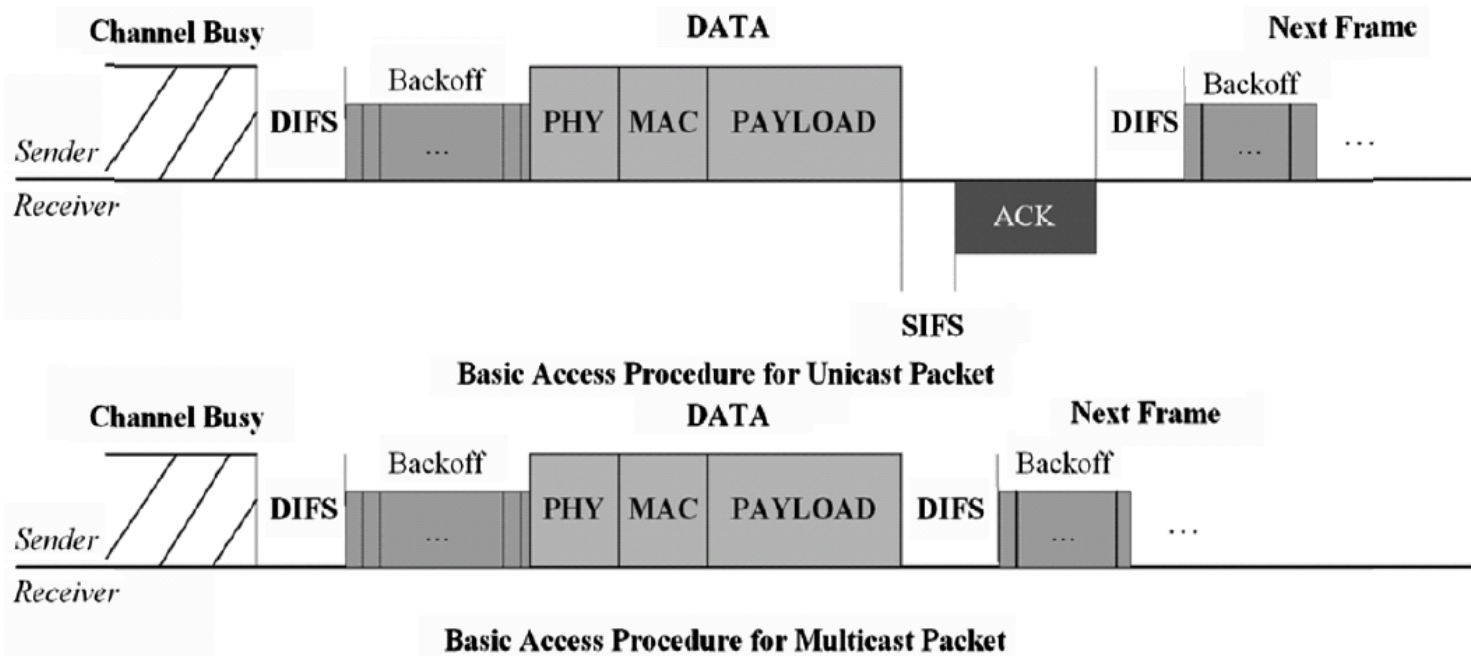 Channel Busy DATA Next Frame
Backoff Backoff
DIFS PHY MAC PAYLOAD DIFS
... ... ...
Sender
Receiver
ACK
SIFS
Basic Access Procedure for Unicast Packet
Channel Busy DATA Next Frame
Backoff Backoff
DIFS PHY MAC PAYLOAD DIFS
... ... ...
Sender
Receiver
Basic Access Procedure for Multicast Packet